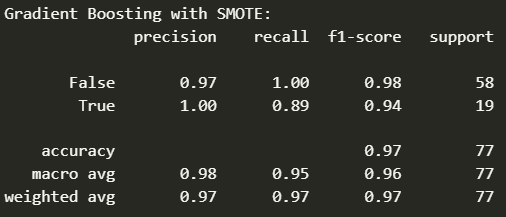 Gradient Boosting with SMOTE:
precision recall f1-score support
False 0.97 1.00 0.98 58
True 1.00 0.89 0.94 19
accuracy 0.97 77
macro avg 0.98 0.95 0.96 77
weighted avg 0.97 0.97 0.97 77